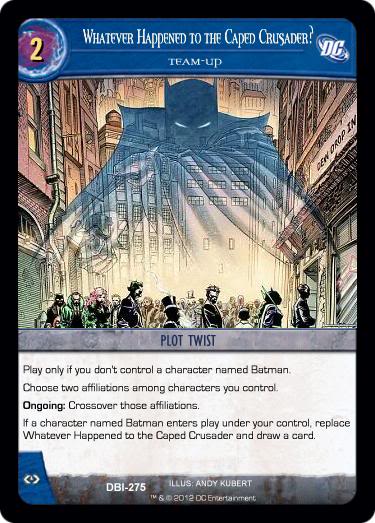 2
WHATEVER HAPPENED TO THE CAPED CRUSADER?
DC
TEAM-UP
DEW DROP IN
PLOT TWIST
Play only if you don't control a character named Batman.
Choose two affiliations among characters you control.
Ongoing: Crossover those affiliations.
If a character named Batman enters play under your control, replace
Whatever Happened to the Caped Crusader and draw a card.
DBI-275
ILLUS: ANDY KUBERT
™ & © 2012 DC Entertainment